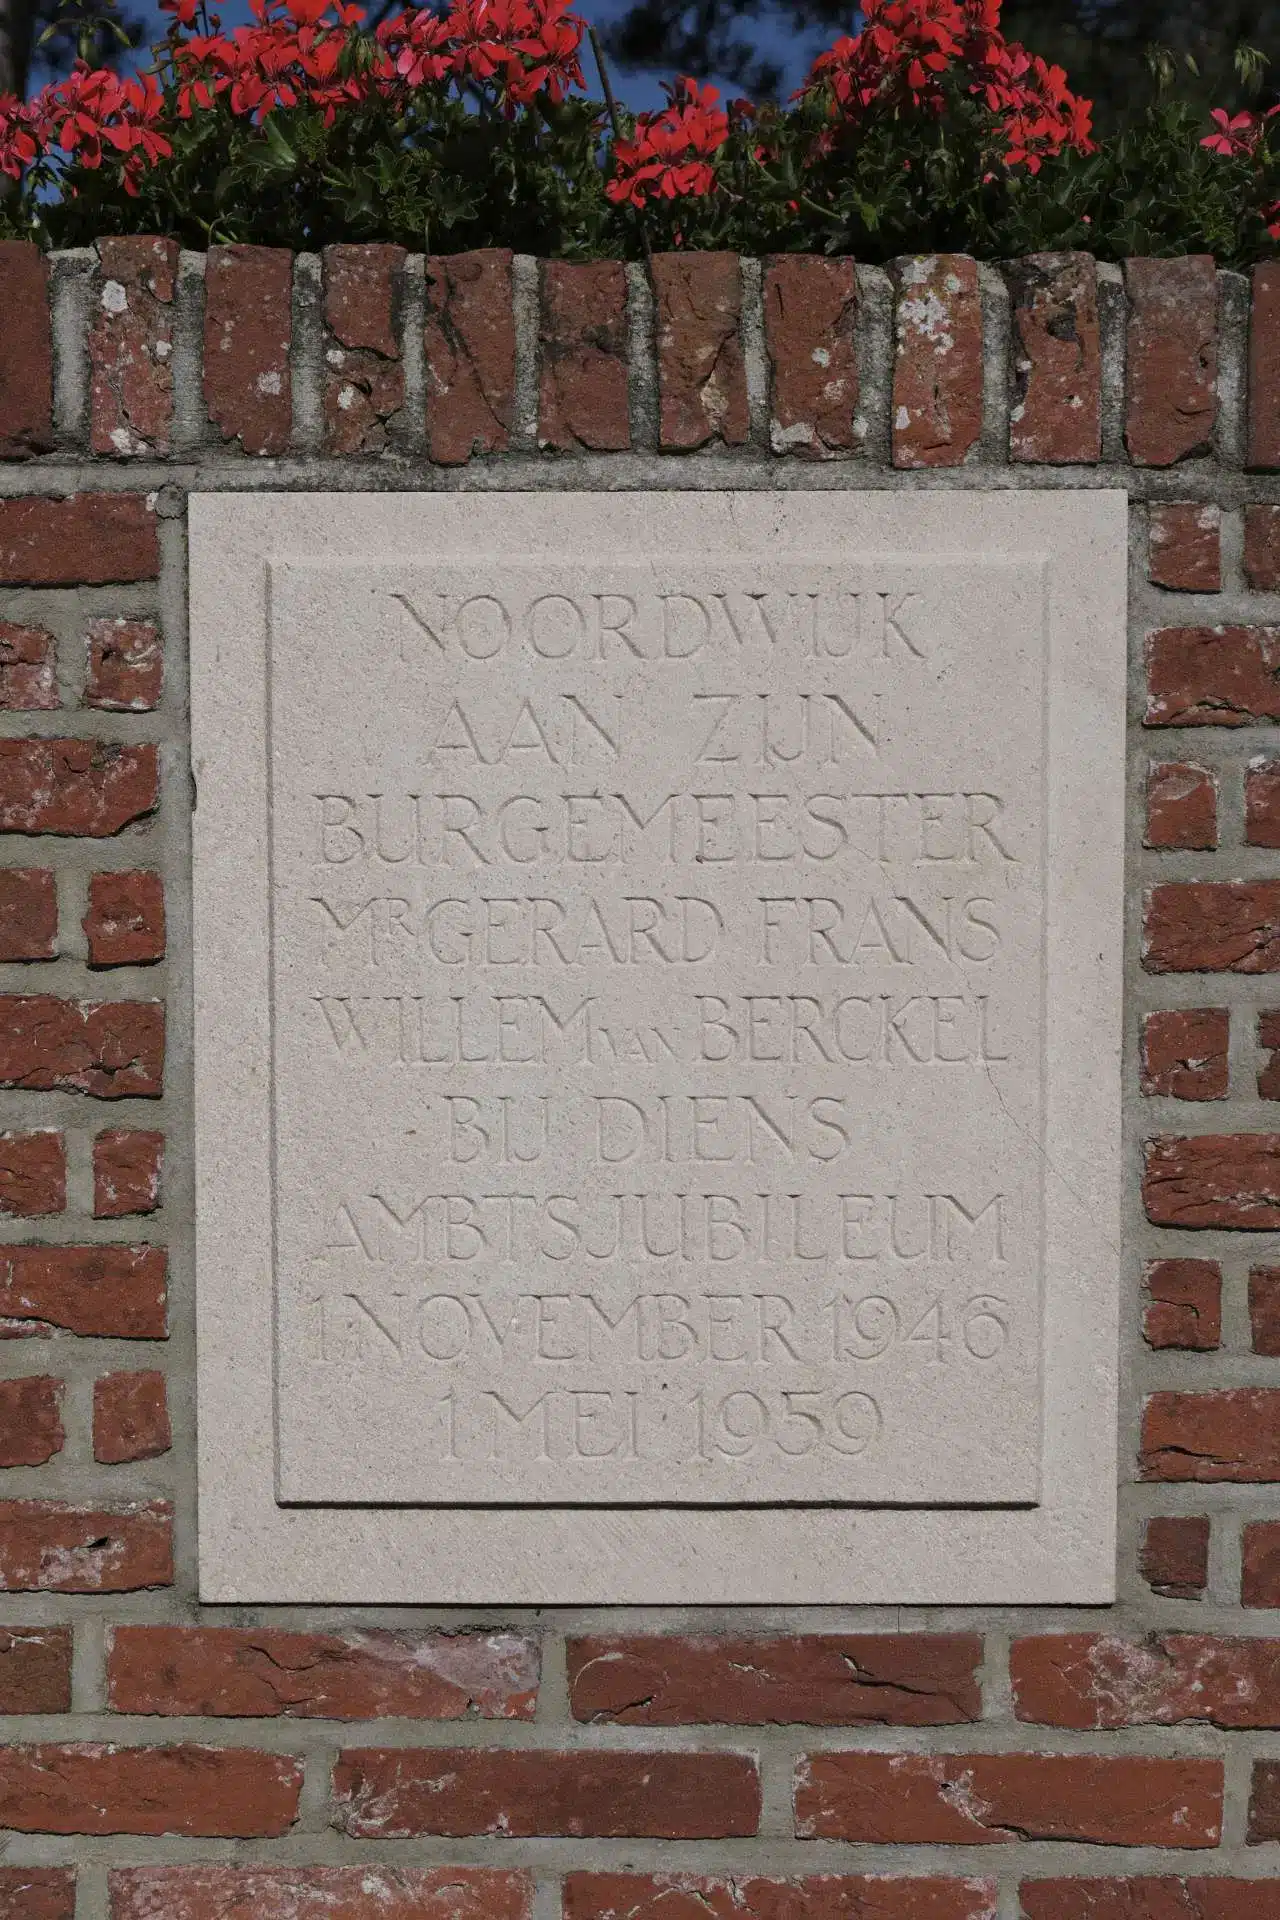 NOORDWIJK
AAN ZIJN
BURGEMEESTER
MR GERARD FRANS
WILLEM VAN BERCKEL
BIJ DIENS
AMBTSJUBILEUM
1 NOVEMBER 1946
1 MEI 1959